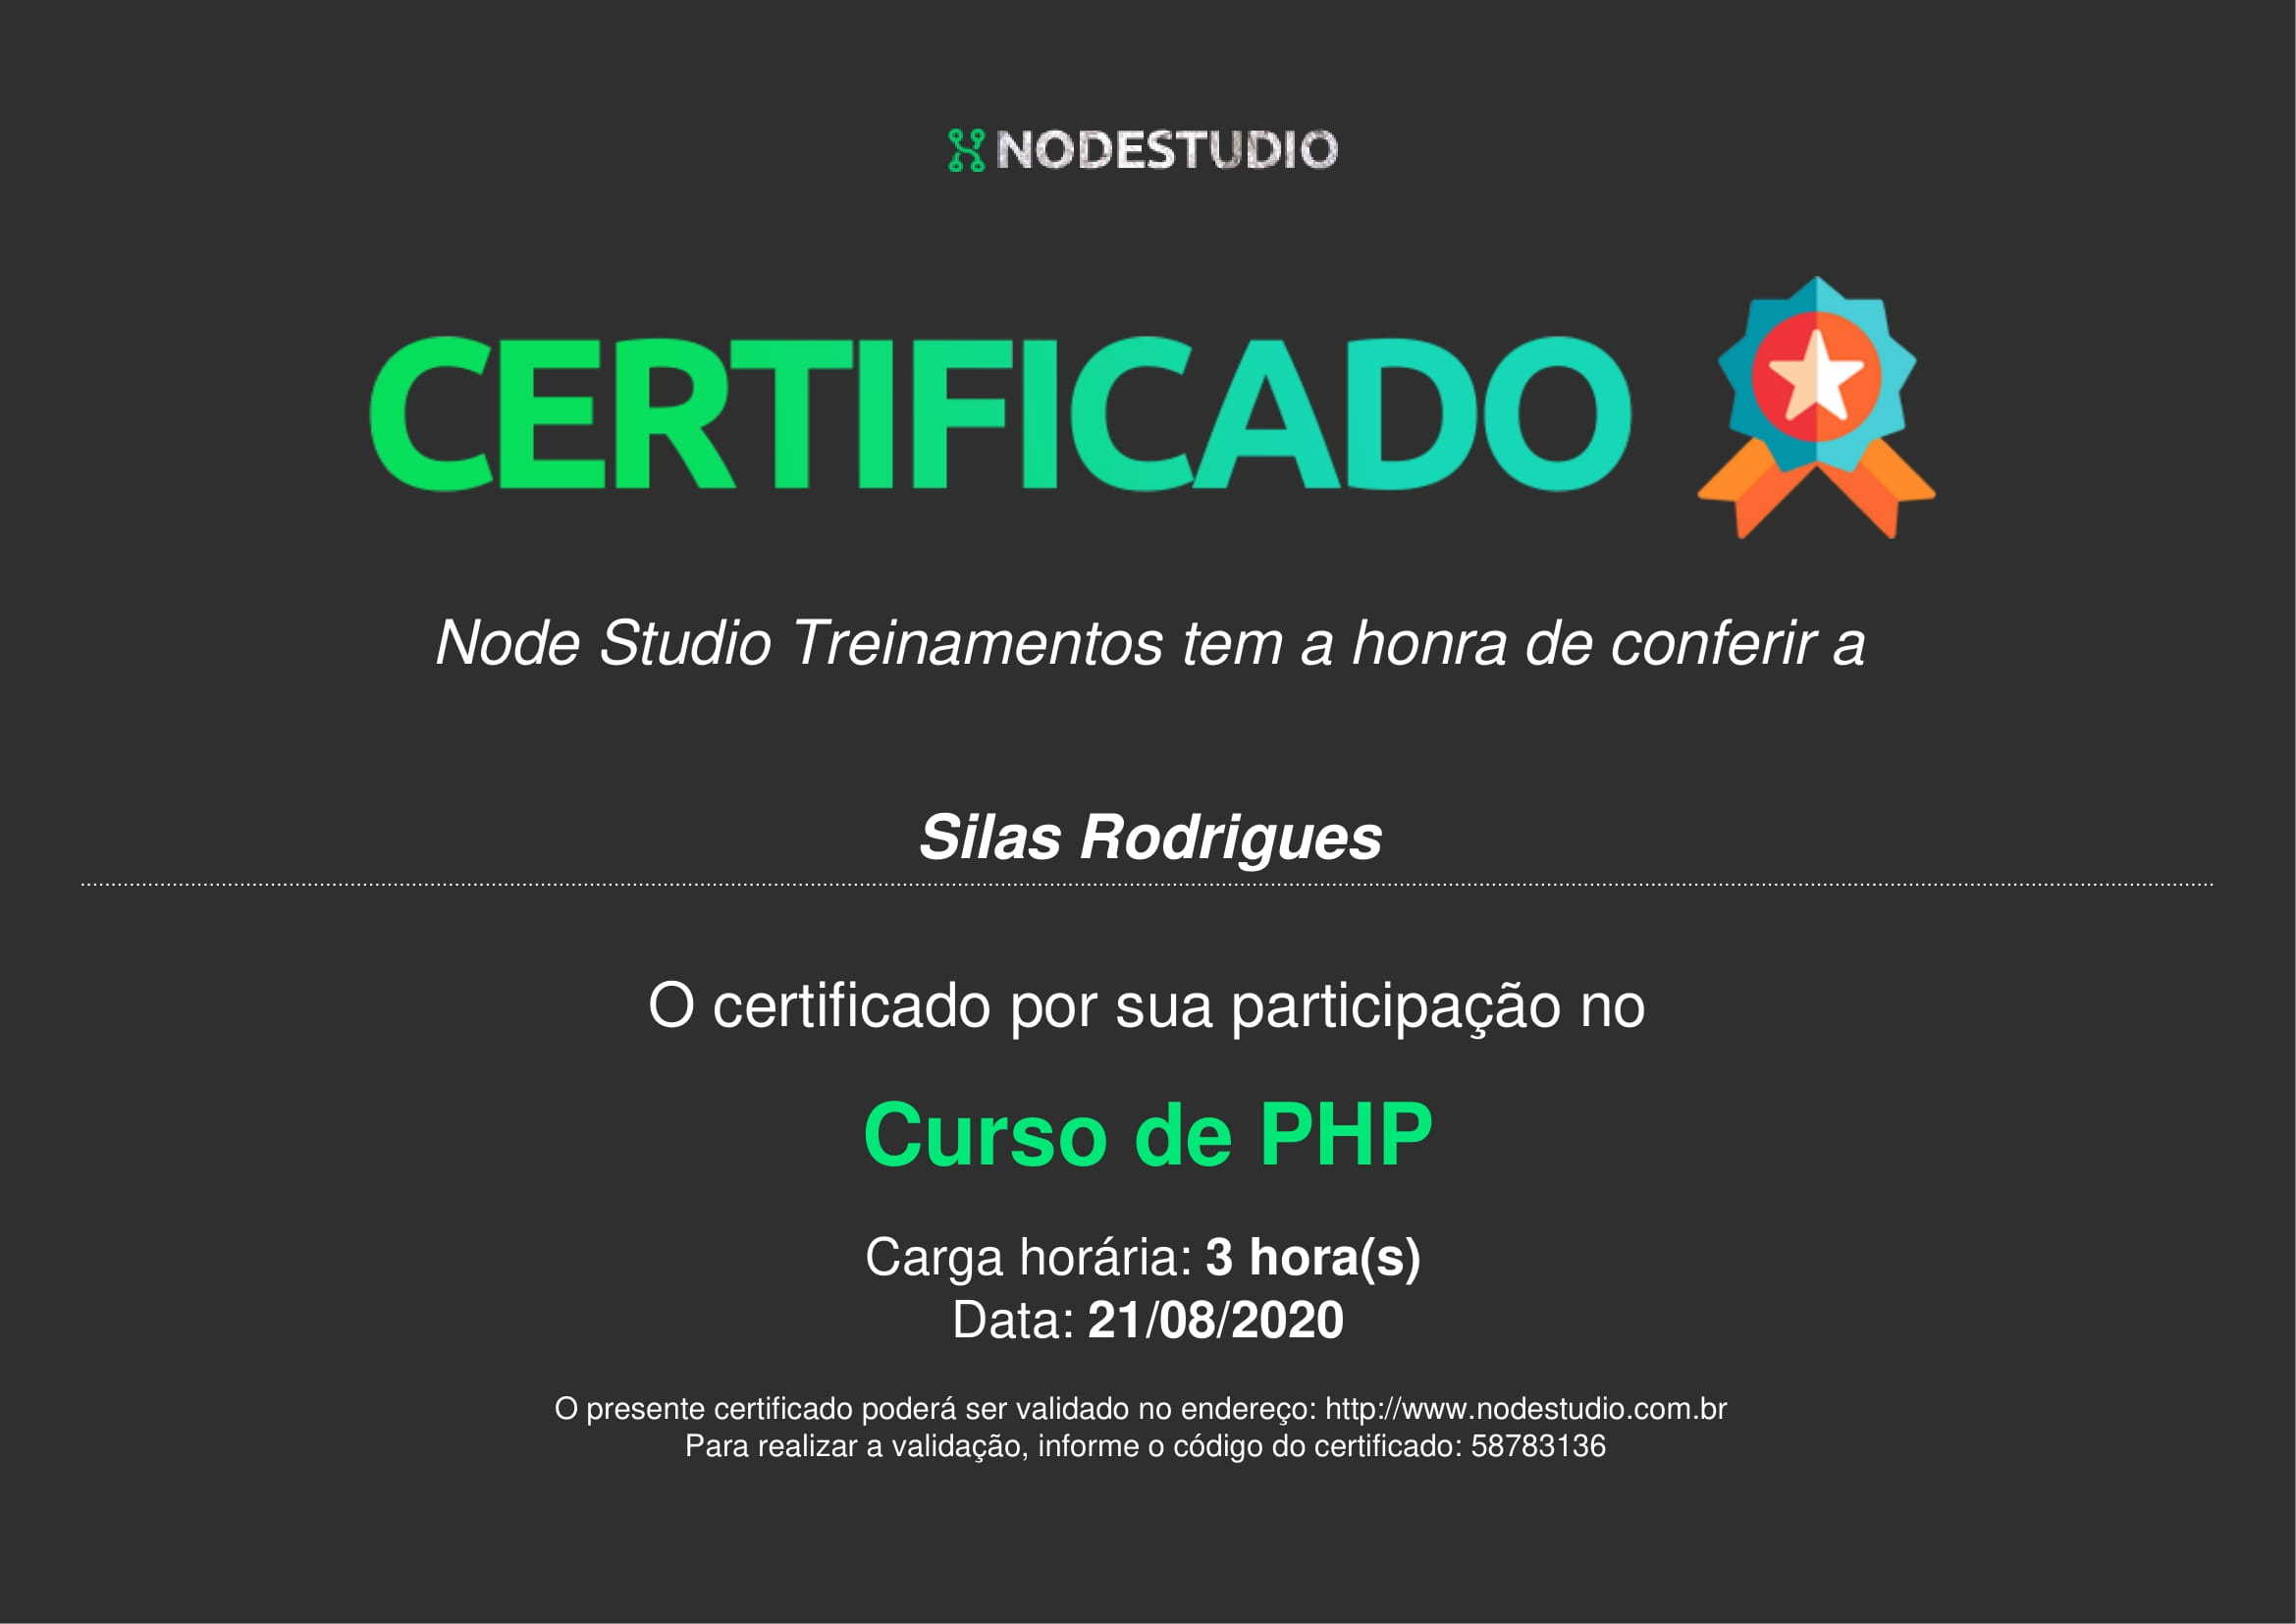 NODESTUDIO
CERTIFICADO
Node Studio Treinamentos tem a honra de conferir a
Silas Rodrigues
O certificado por sua participação no
Curso de PHP
Carga horária: 3 hora(s)
Data: 21/08/2020
O presente certificado poderá ser validado no endereço: http://www.nodestudio.com.br
Para realizar a validação, informe o código do certificado: 58783136